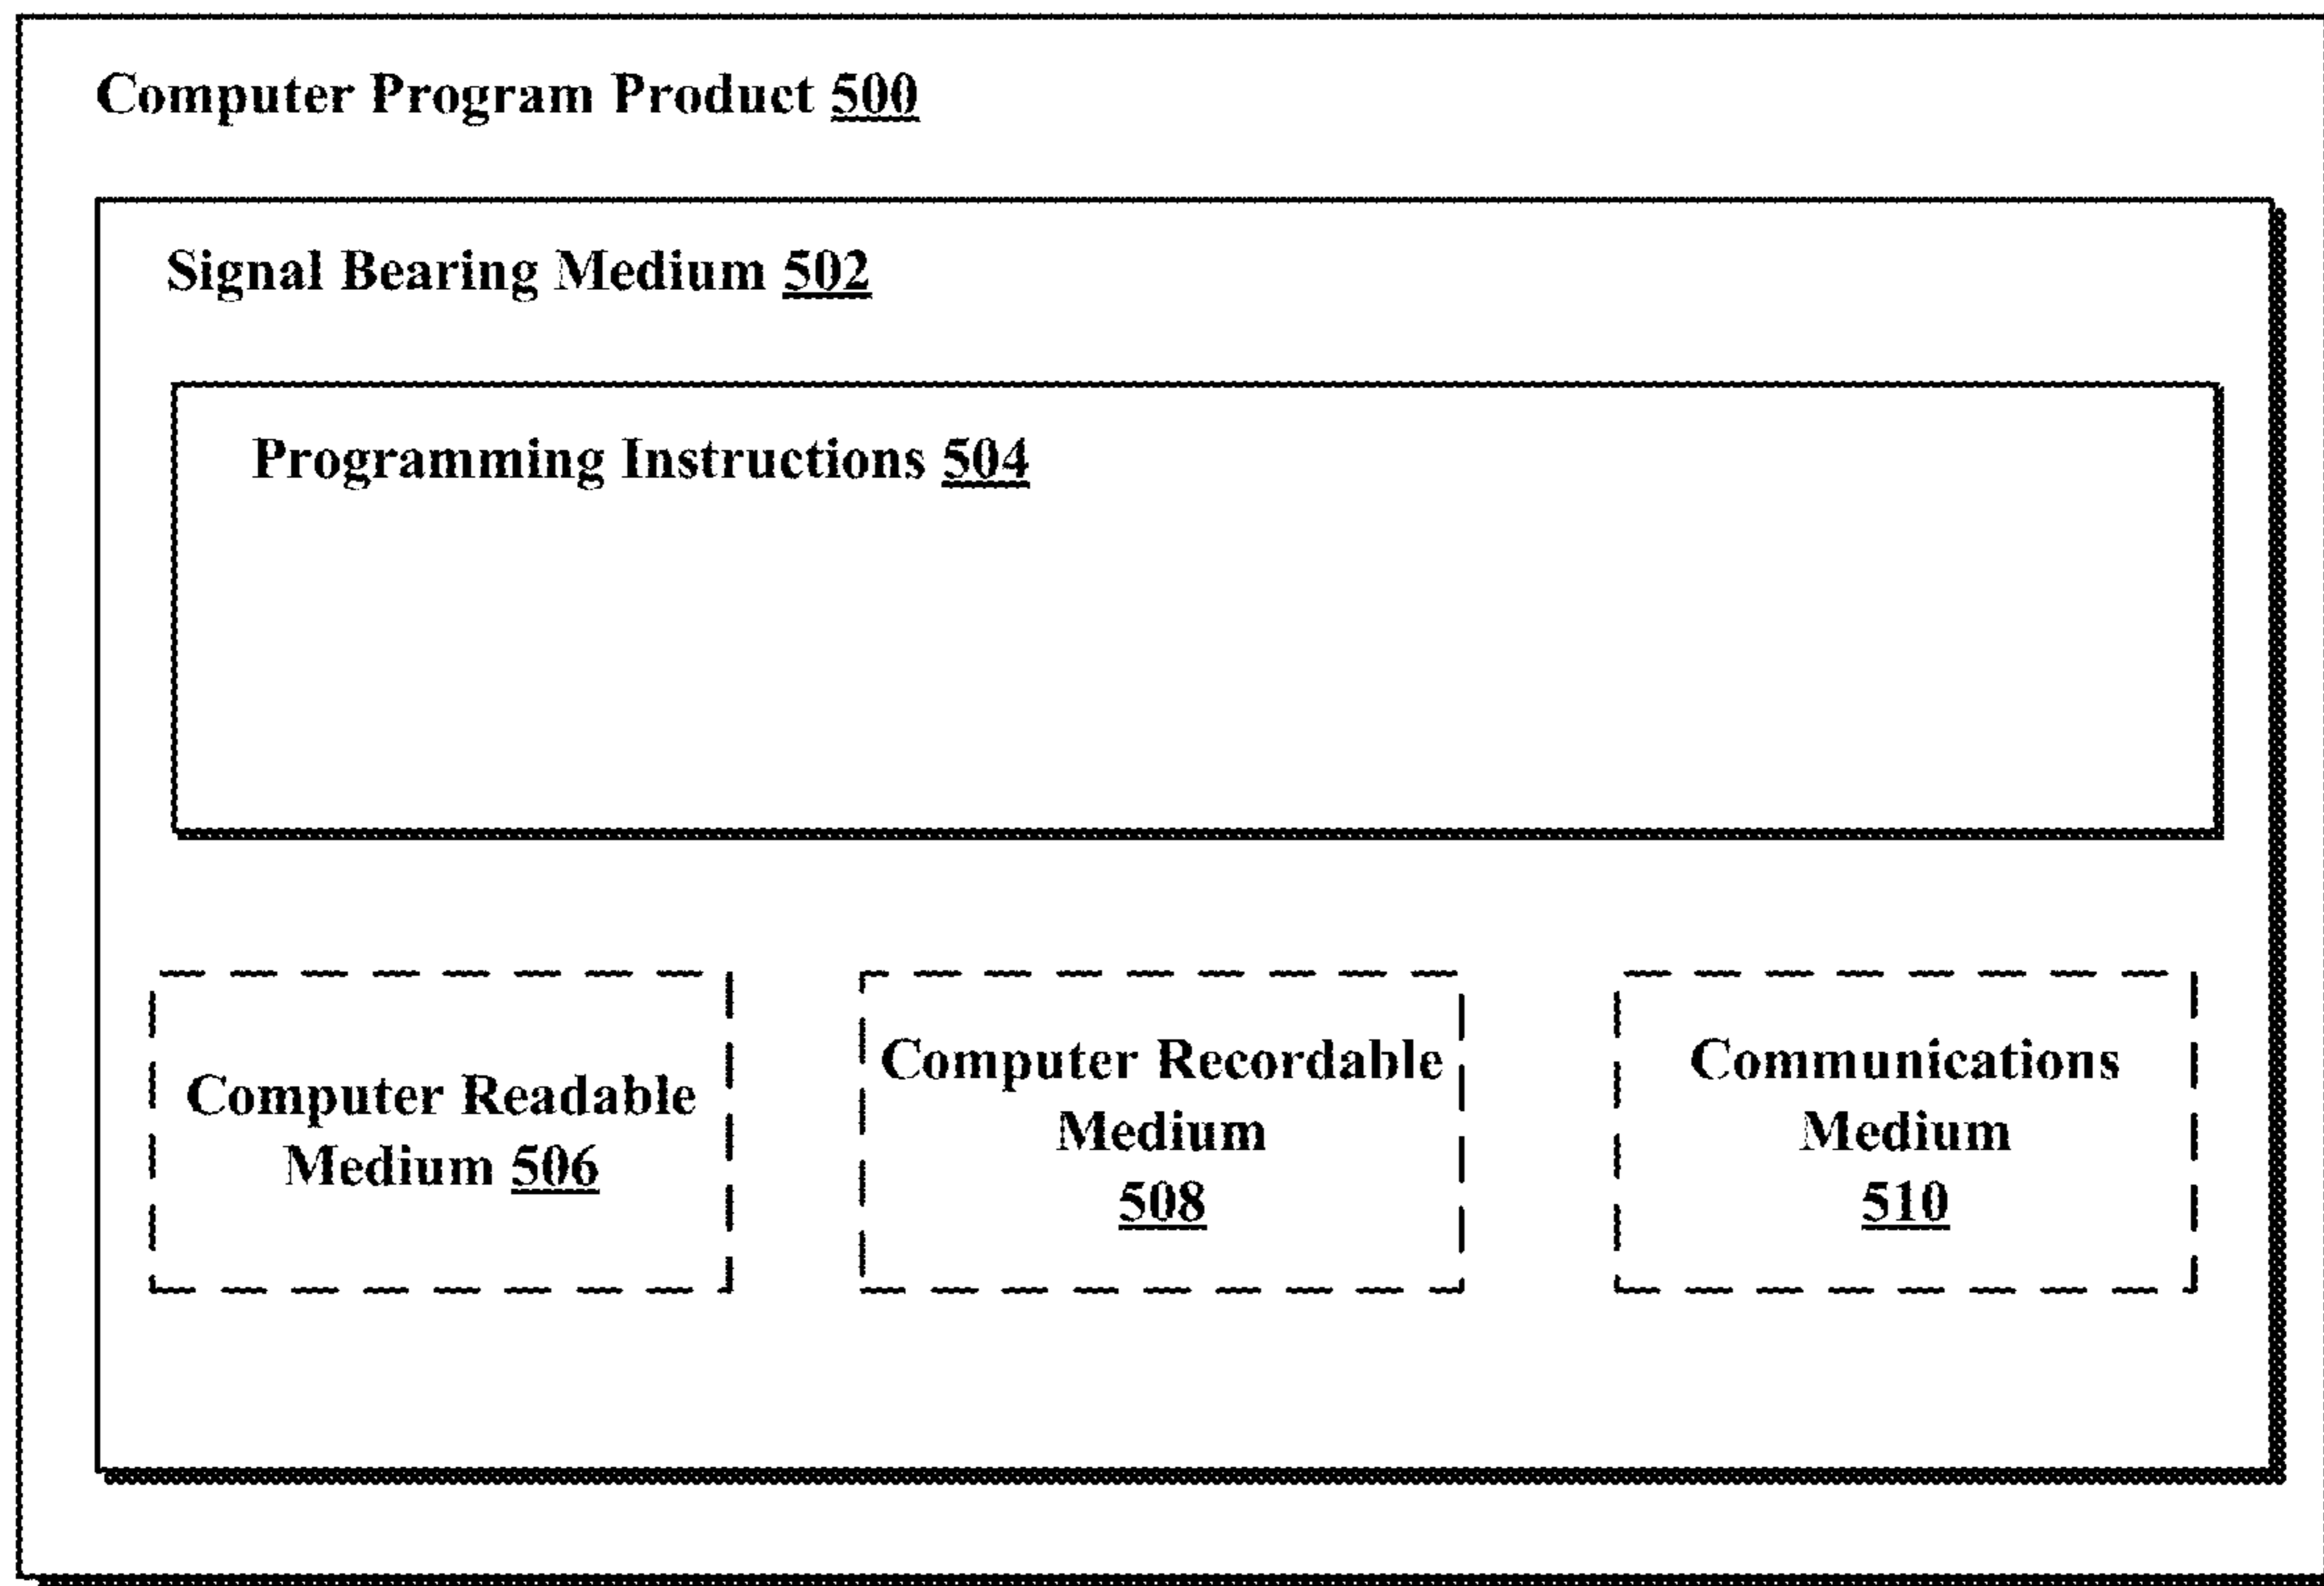 Computer Program Product 500
Signal Bearing Medium 502
Programming Instructions 504
Computer Readable
Medium 506
Computer Recordable
Medium
508
Communications
Medium
510